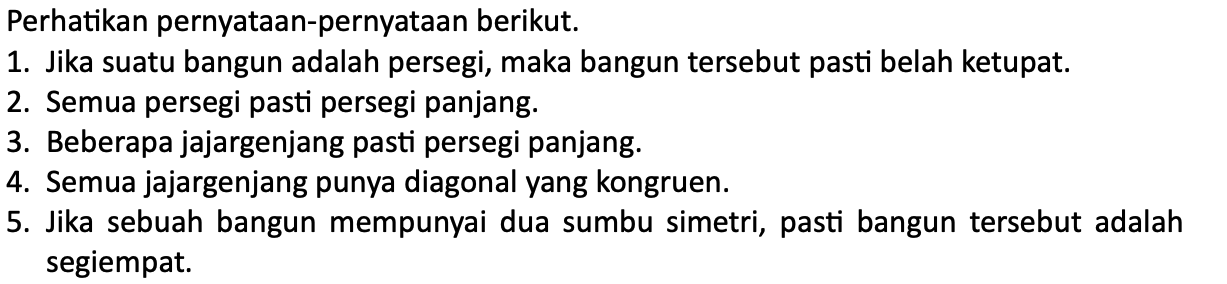 Perhatikan pernyataan-pernyataan berikut.
1. Jika suatu bangun adalah persegi, maka bangun tersebut pasti belah ketupat.
2. Semua persegi pasti persegi panjang.
3. Beberapa jajargenjang pasti persegi panjang.
4. Semua jajargenjang punya diagonal yang kongruen.
5. Jika sebuah bangun mempunyai dua sumbu simetri, pasti bangun tersebut adalah
segiempat.